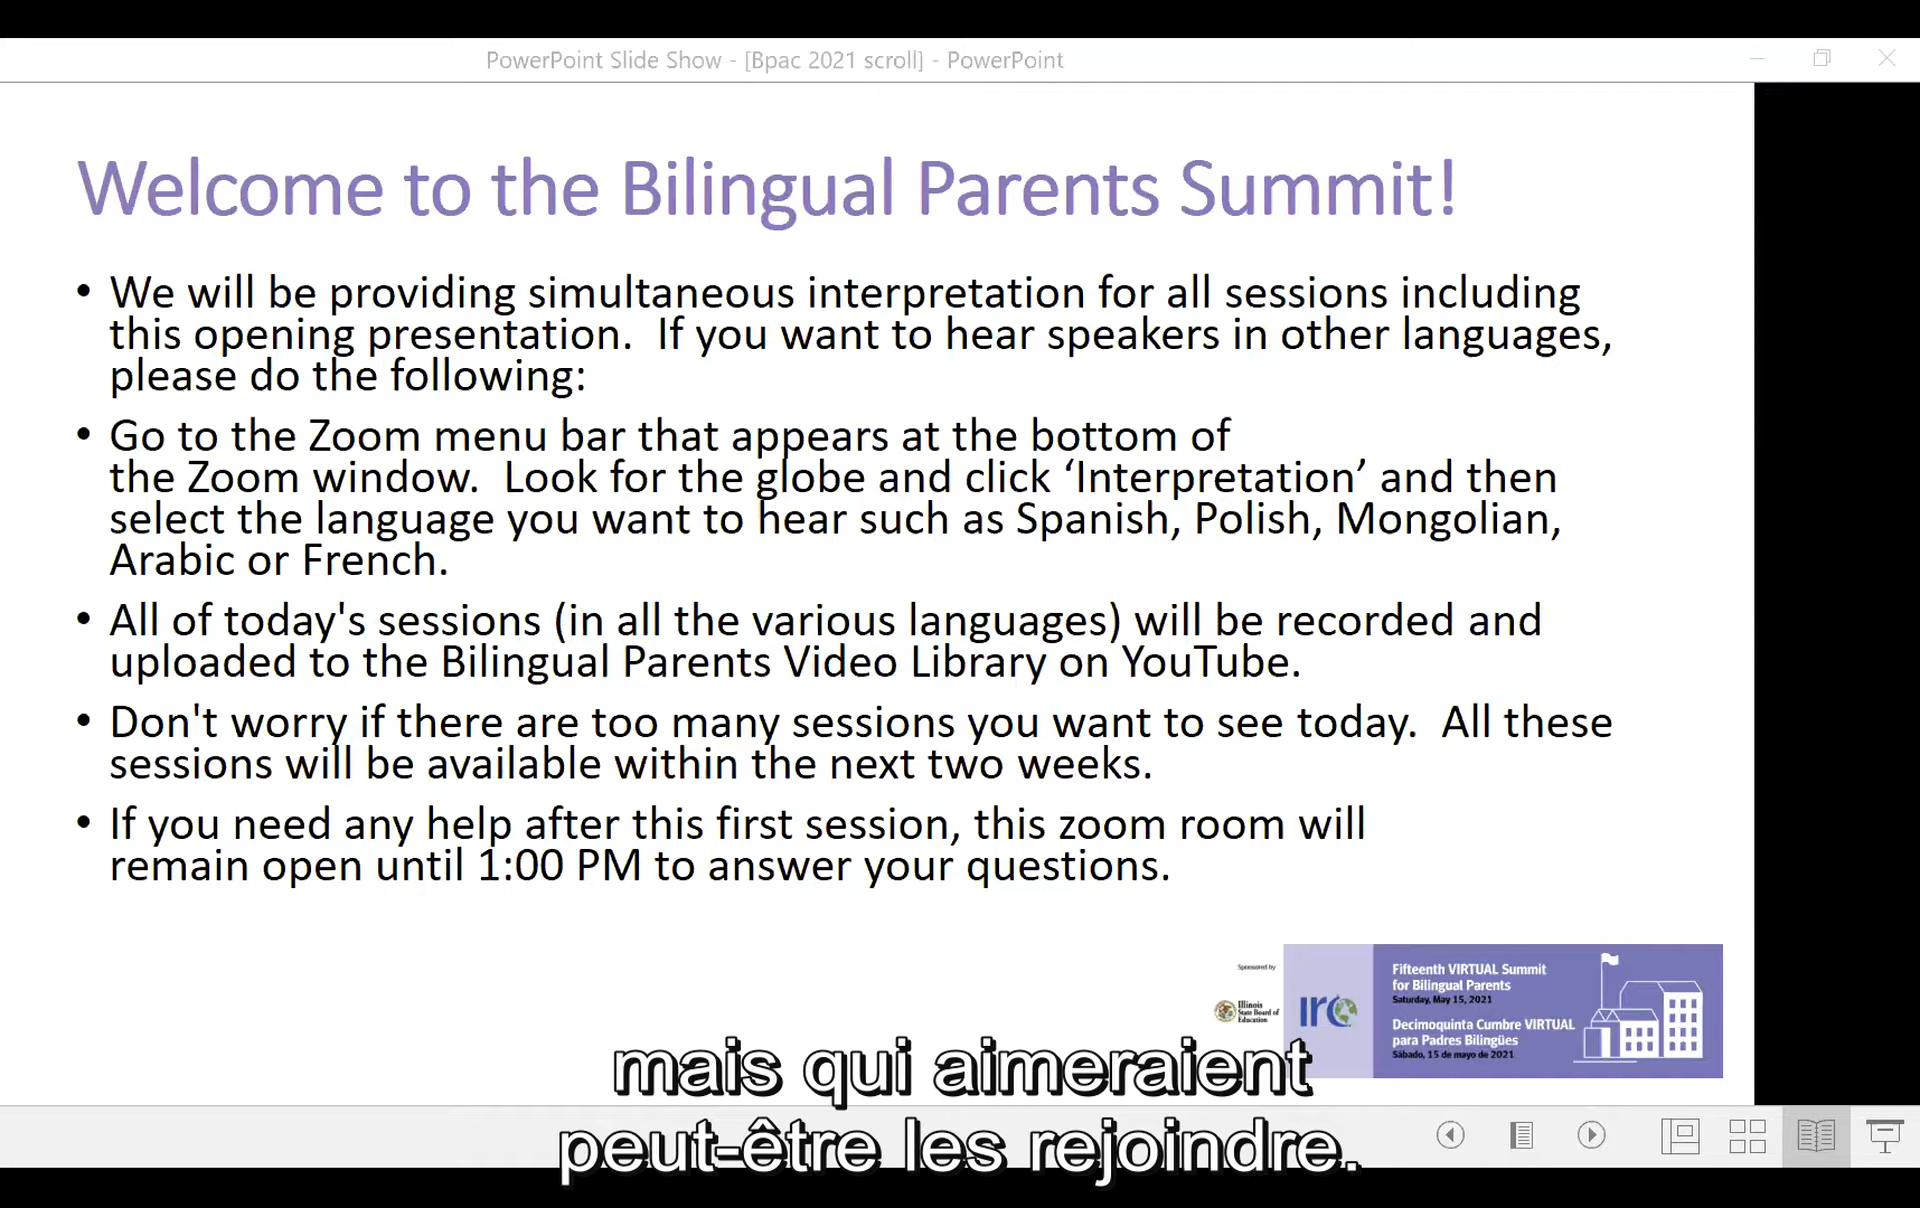 PowerPoint Slide Show - [Bpac 2021 scroll] - PowerPoint
Welcome to the Bilingual Parents Summit!
• We will be providing simultaneous interpretation for all sessions including
this opening presentation.  If you want to hear speakers in other languages,
please do the following:
• Go to the Zoom menu bar that appears at the bottom of
the Zoom window.  Look for the globe and click ‘Interpretation’ and then
select the language you want to hear such as Spanish, Polish, Mongolian,
Arabic or French.
• All of today's sessions (in all the various languages) will be recorded and
uploaded to the Bilingual Parents Video Library on YouTube.
• Don't worry if there are too many sessions you want to see today.  All these
sessions will be available within the next two weeks.
• If you need any help after this first session, this zoom room will
remain open until 1:00 PM to answer your questions.
Sponsored by
Illinois
State Board of
Education
IRC
Fifteenth VIRTUAL Summit
for Bilingual Parents
Saturday, May 15, 2021
Decimoquinta Cumbre VIRTUAL
para Padres Bilingües
Sábado, 15 de mayo de 2021
mais qui aimeraient
peut-être les rejoindre.